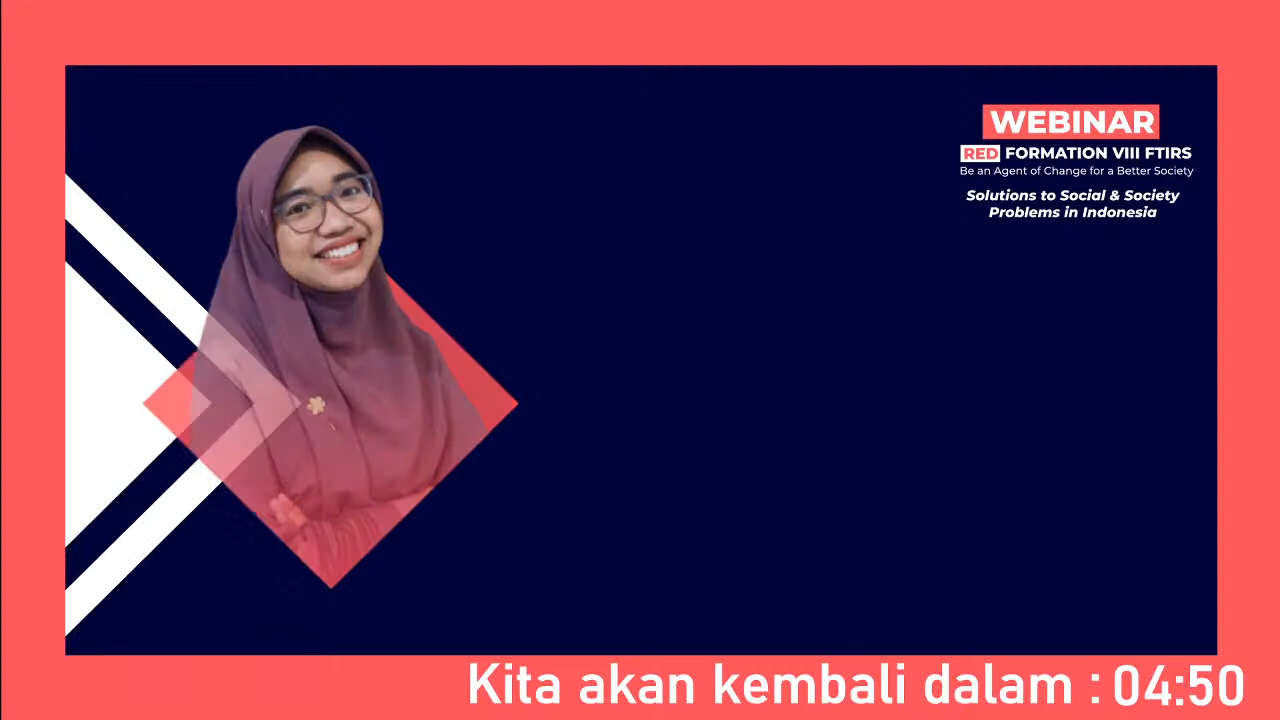 WEBINAR
RED FORMATION VIII FTIRS
Be an Agent of Change for a Better Society
Solutions to Social & Society
Problems in Indonesia
Kita akan kembali dalam : 04:50